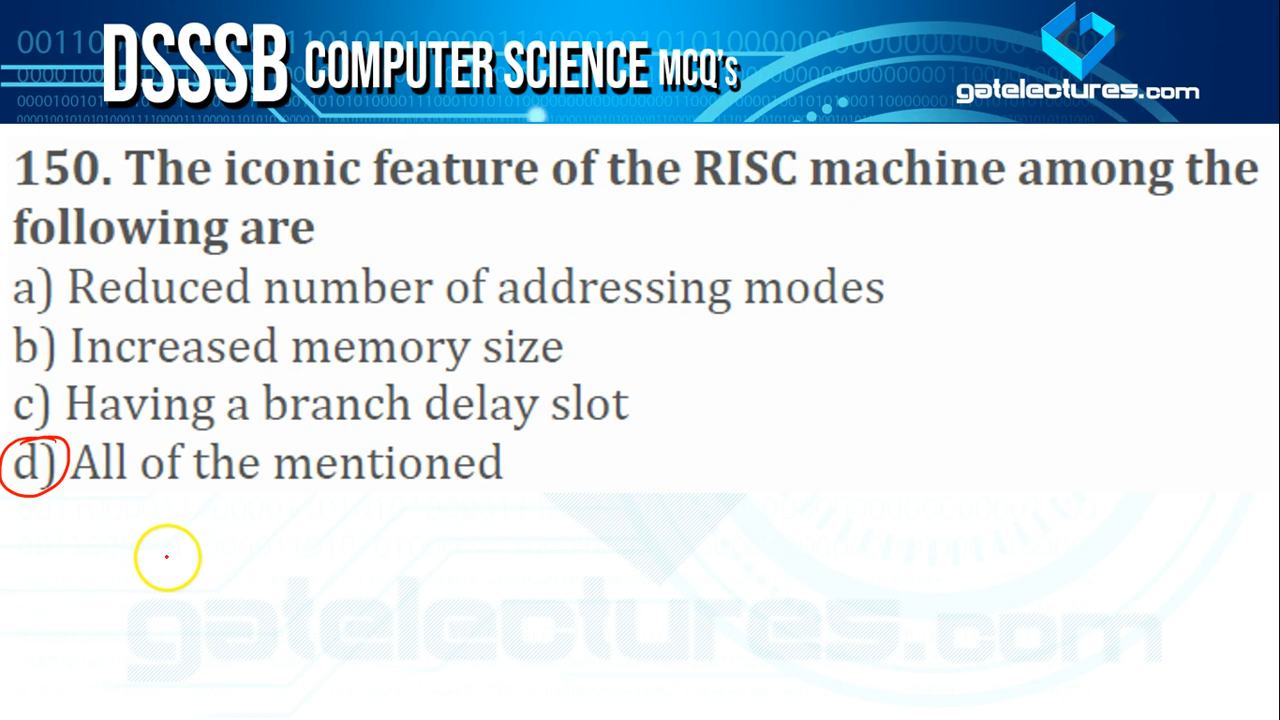 DSSSB COMPUTER SCIENCE MCQ's
gatelectures.com
150. The iconic feature of the RISC machine among the
following are
a) Reduced number of addressing modes
b) Increased memory size
c) Having a branch delay slot
d) All of the mentioned
gatelectures.com